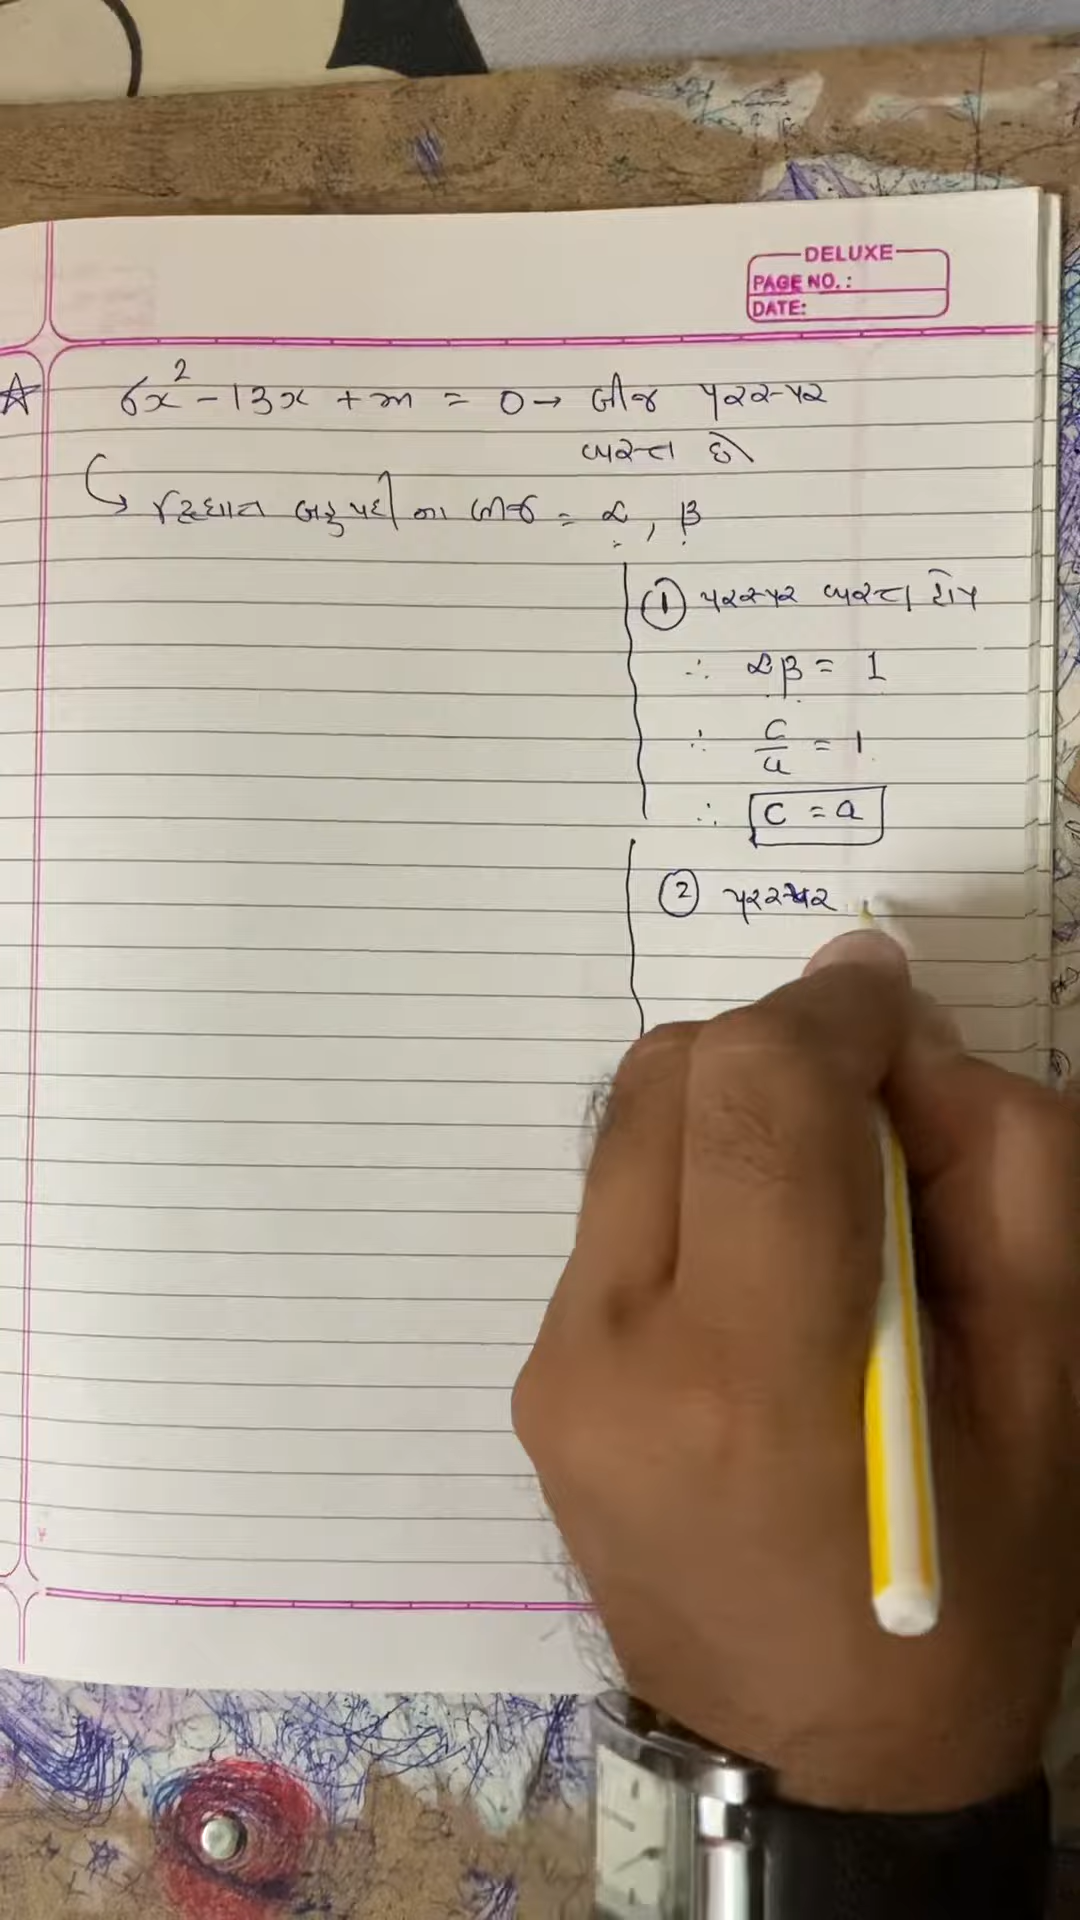 DELUXE
PAGE NO. :
DATE:
6x² - 13x + m = 0 → બીજ પરસ્પર
વ્યસ્ત છે
દ્વિઘાત બહુપદી ના બીજ = α, β
① પરસ્પર વ્યસ્ત હોય
∴ αβ = 1
∴ c/a = 1
∴ c = a
② પરસ્પર